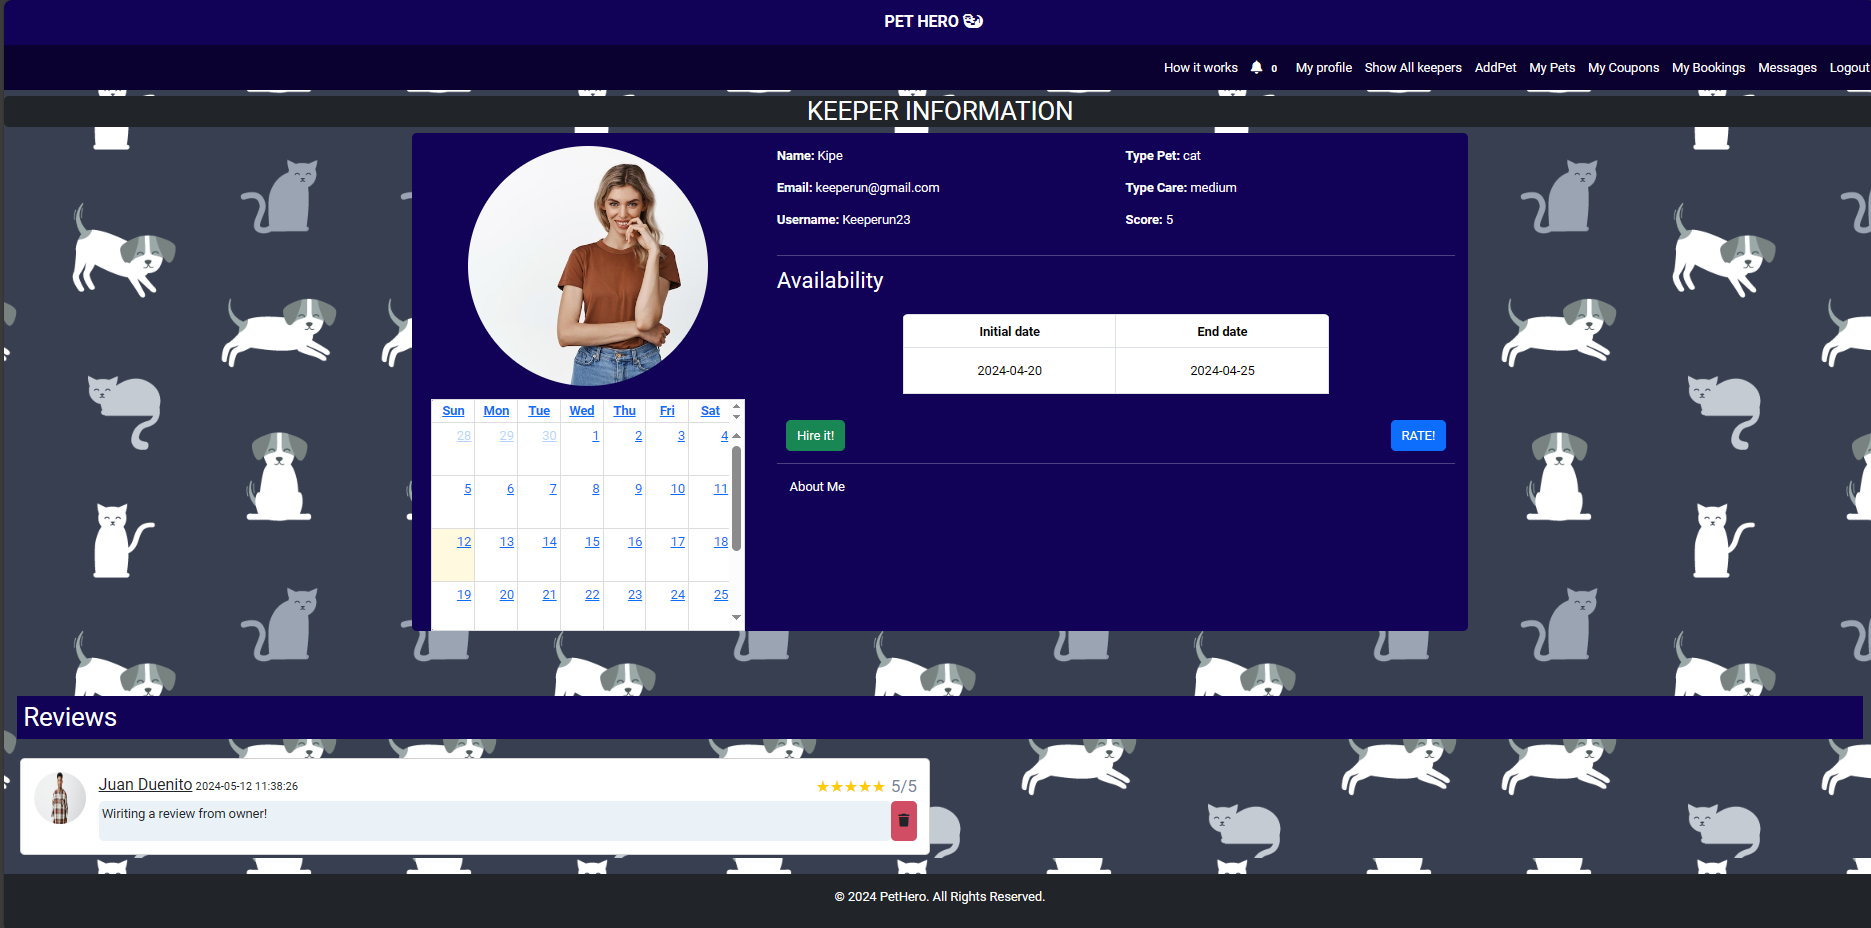 PET HERO
How it works 0 My profile Show All keepers AddPet My Pets My Coupons My Bookings Messages Logout
KEEPER INFORMATION
Name: Kipe
Email: keeperun@gmail.com
Username: Keeperun23
Type Pet: cat
Type Care: medium
Score: 5
Availability
Initial date End date
2024-04-20 2024-04-25
Hire it! RATE!
About Me
Sun Mon Tue Wed Thu Fri Sat
28 29 30 1 2 3 4
5 6 7 8 9 10 11
12 13 14 15 16 17 18
19 20 21 22 23 24 25
Reviews
Juan Duenito 2024-05-12 11:38:26 ★★★★★ 5/5
Wiriting a review from owner!
© 2024 PetHero. All Rights Reserved.